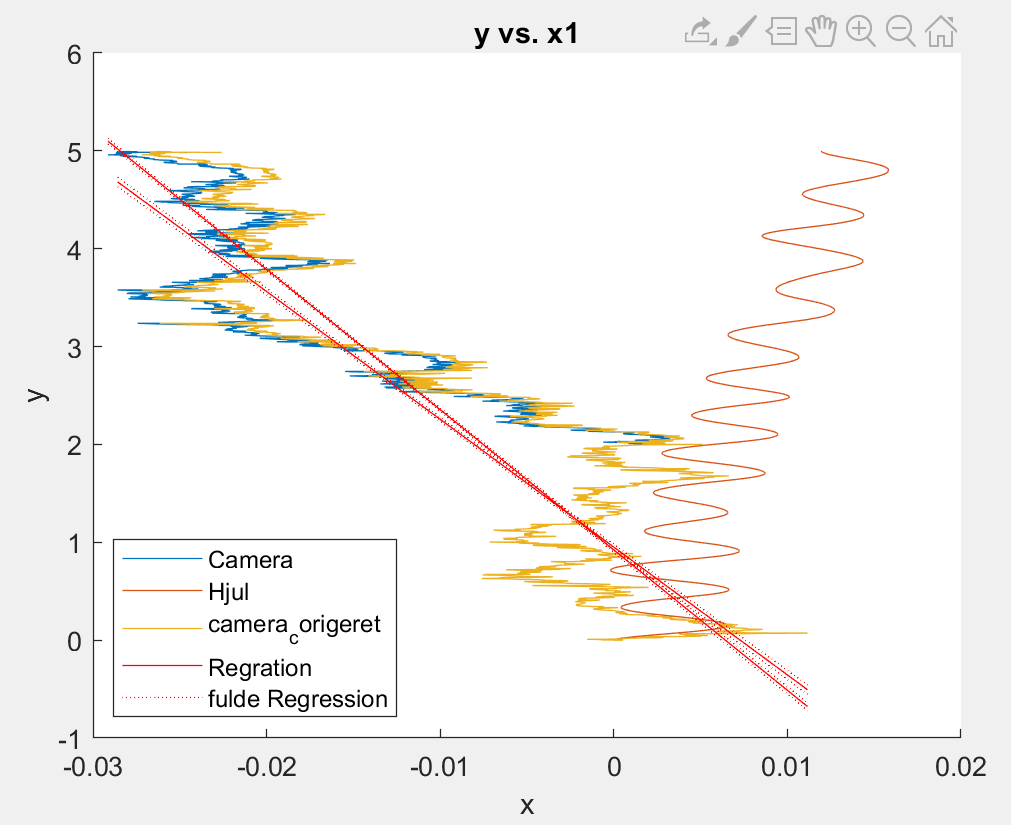 y vs. x1
6
5
4
3
2
1
0
-1
y
Camera
Hjul
camera_corigeret
Regration
fulde Regression
-0.03 -0.02 -0.01 0 0.01 0.02
x